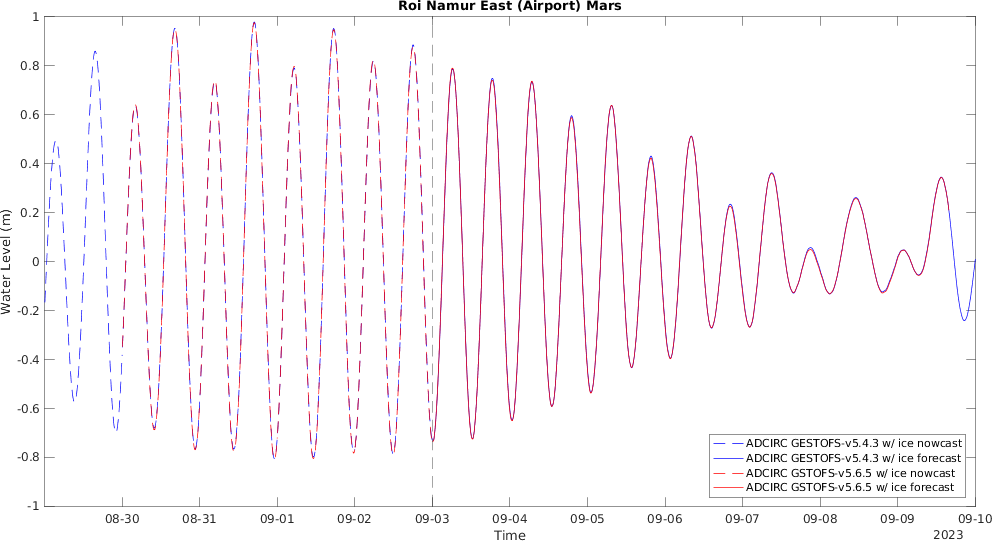 Roi Namur East (Airport) Mars
1
0.8
0.6
0.4
0.2
0
-0.2
-0.4
-0.6
-0.8
-1
Water Level (m)
ADCIRC GESTOFS-v5.4.3 w/ ice nowcast
ADCIRC GESTOFS-v5.4.3 w/ ice forecast
ADCIRC GSTOFS-v5.6.5 w/ ice nowcast
ADCIRC GSTOFS-v5.6.5 w/ ice forecast
08-30 08-31 09-01 09-02 09-03 09-04 09-05 09-06 09-07 09-08 09-09 09-10
Time
2023